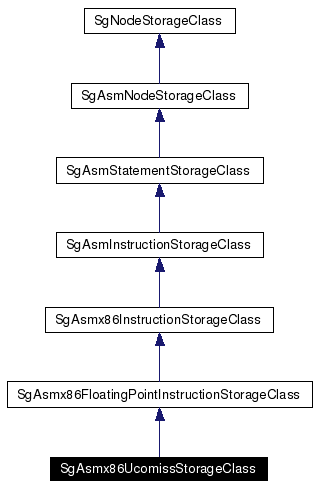 SgNodeStorageClass
SgAsmNodeStorageClass
SgAsmStatementStorageClass
SgAsmInstructionStorageClass
SgAsmx86InstructionStorageClass
SgAsmx86FloatingPointInstructionStorageClass
SgAsmx86UcomissStorageClass